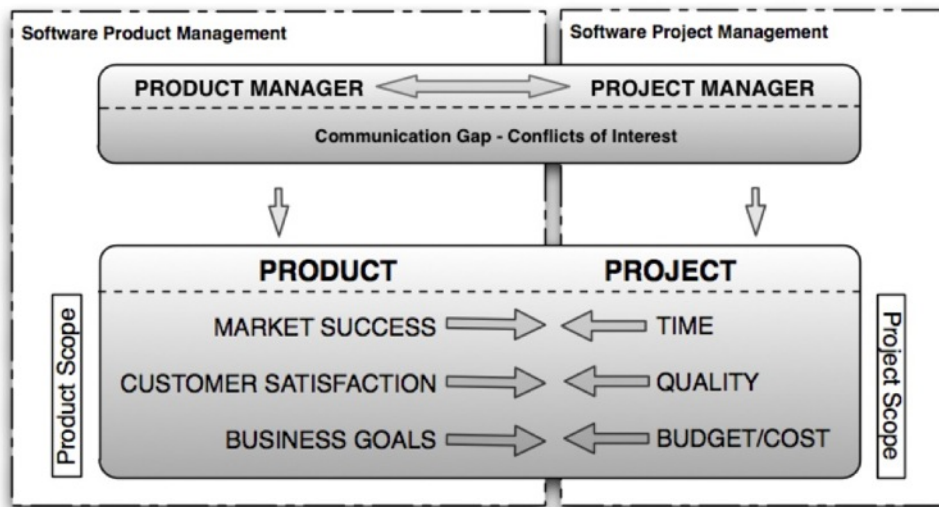 Software Product Management
Software Project Management
PRODUCT MANAGER
PROJECT MANAGER
Communication Gap - Conflicts of Interest
PRODUCT
PROJECT
Product Scope
MARKET SUCCESS
TIME
CUSTOMER SATISFACTION
QUALITY
BUSINESS GOALS
BUDGET/COST
Project Scope